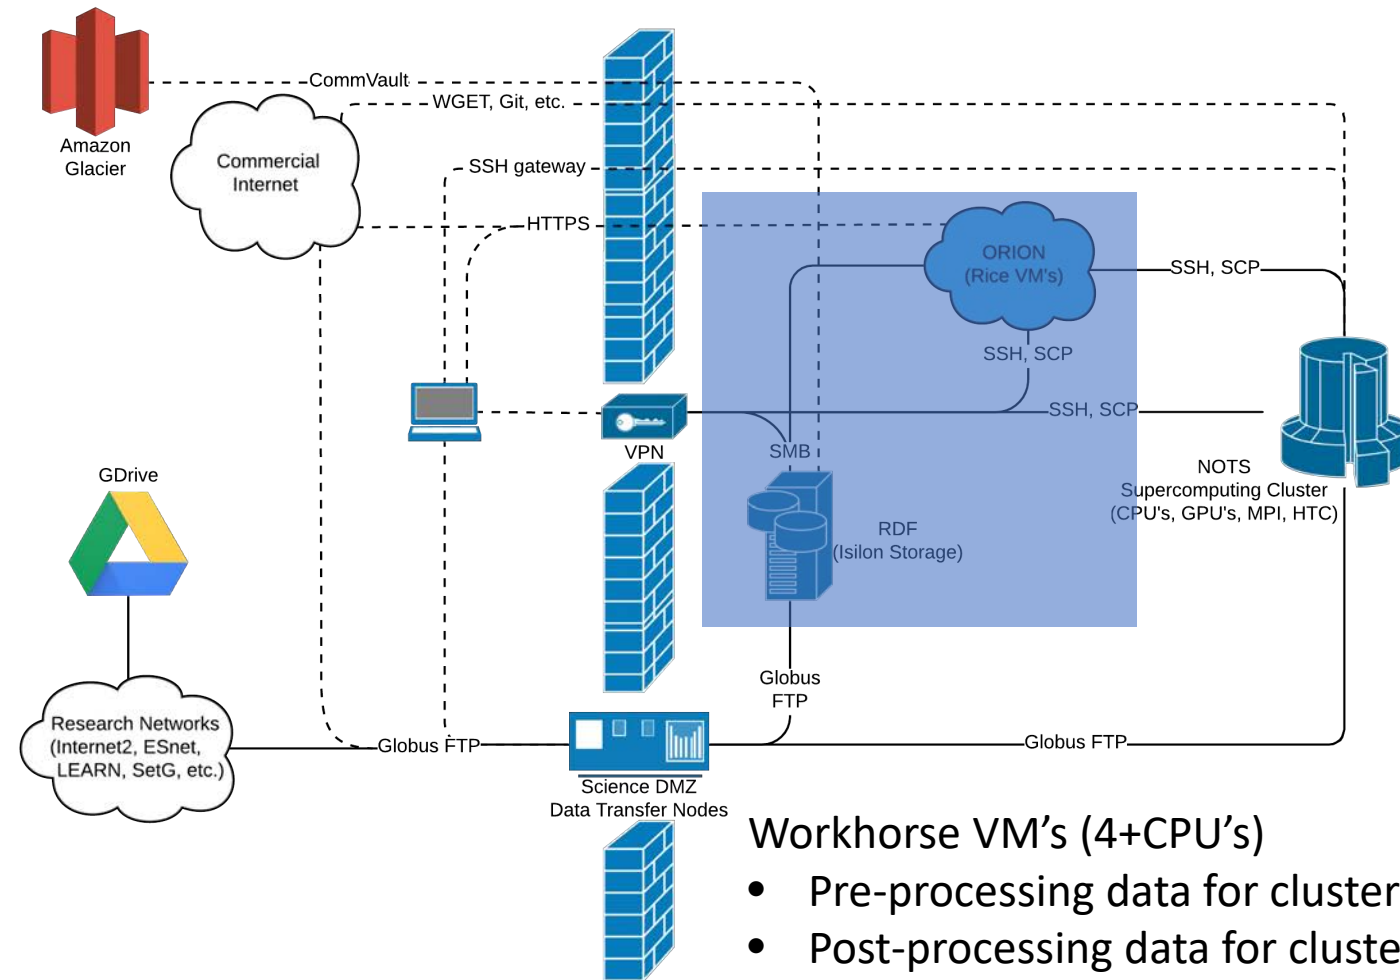 CommVault
WGET, Git, etc.
Amazon
Glacier
Commercial
Internet
SSH gateway
HTTPS
ORION
(Rice VM's)
SSH, SCP
SSH, SCP
SSH, SCP
VPN
SMB
NOTS
Supercomputing Cluster
(CPU's, GPU's, MPI, HTC)
GDrive
RDF
(Isilon Storage)
Globus
FTP
Research Networks
(Internet2, ESnet,
LEARN, SetG, etc.)
Globus FTP
Globus FTP
Science DMZ
Data Transfer Nodes
Workhorse VM’s (4+CPU’s)
• Pre-processing data for cluster
• Post-processing data for cluste